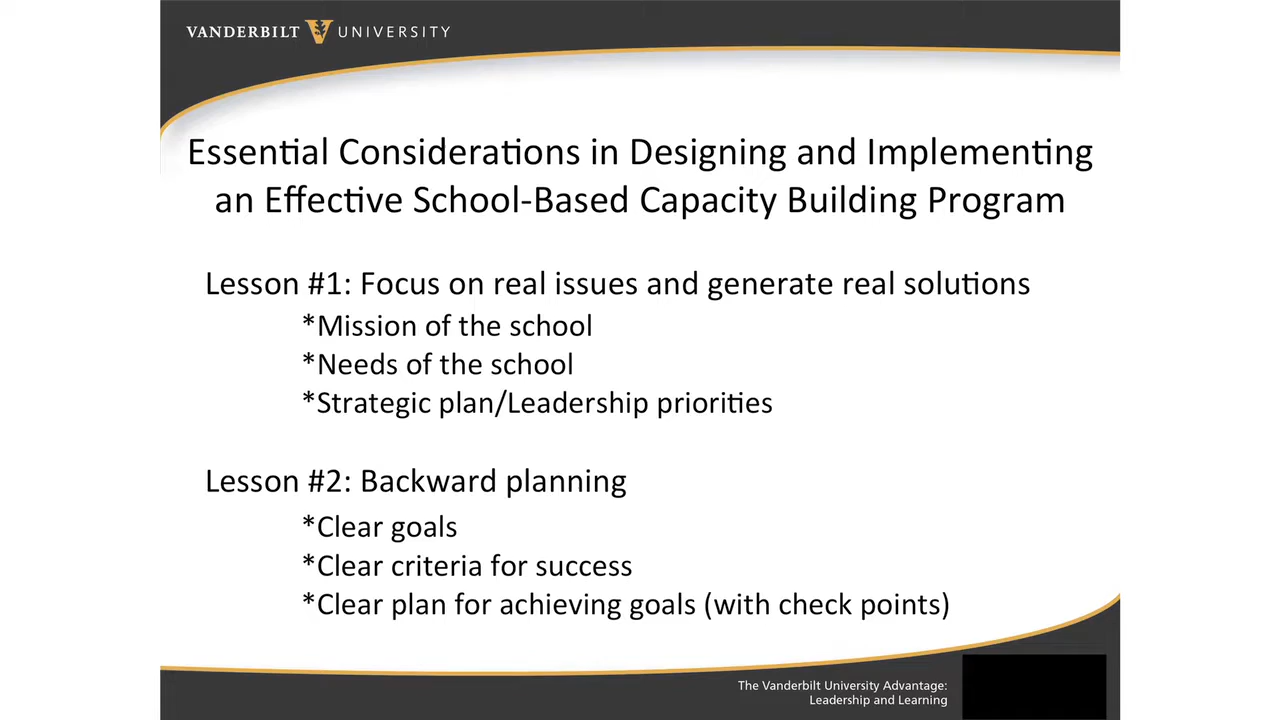 VANDERBILT UNIVERSITY
Essential Considerations in Designing and Implementing
an Effective School-Based Capacity Building Program
Lesson #1: Focus on real issues and generate real solutions
*Mission of the school
*Needs of the school
*Strategic plan/Leadership priorities
Lesson #2: Backward planning
*Clear goals
*Clear criteria for success
*Clear plan for achieving goals (with check points)
The Vanderbilt University Advantage:
Leadership and Learning